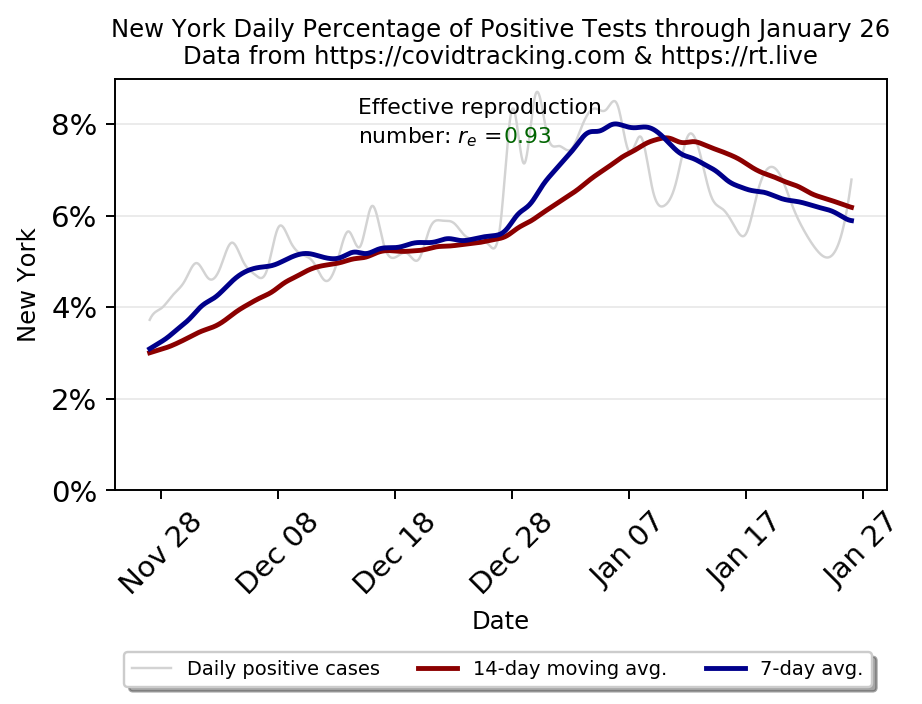 New York Daily Percentage of Positive Tests through January 26
Data from https://covidtracking.com & https://rt.live
Effective reproduction
number: rₑ =0.93
8%
6%
4%
2%
0%
New York
Nov 28
Dec 08
Dec 18
Dec 28
Jan 07
Jan 17
Jan 27
Date
Daily positive cases
14-day moving avg.
7-day avg.